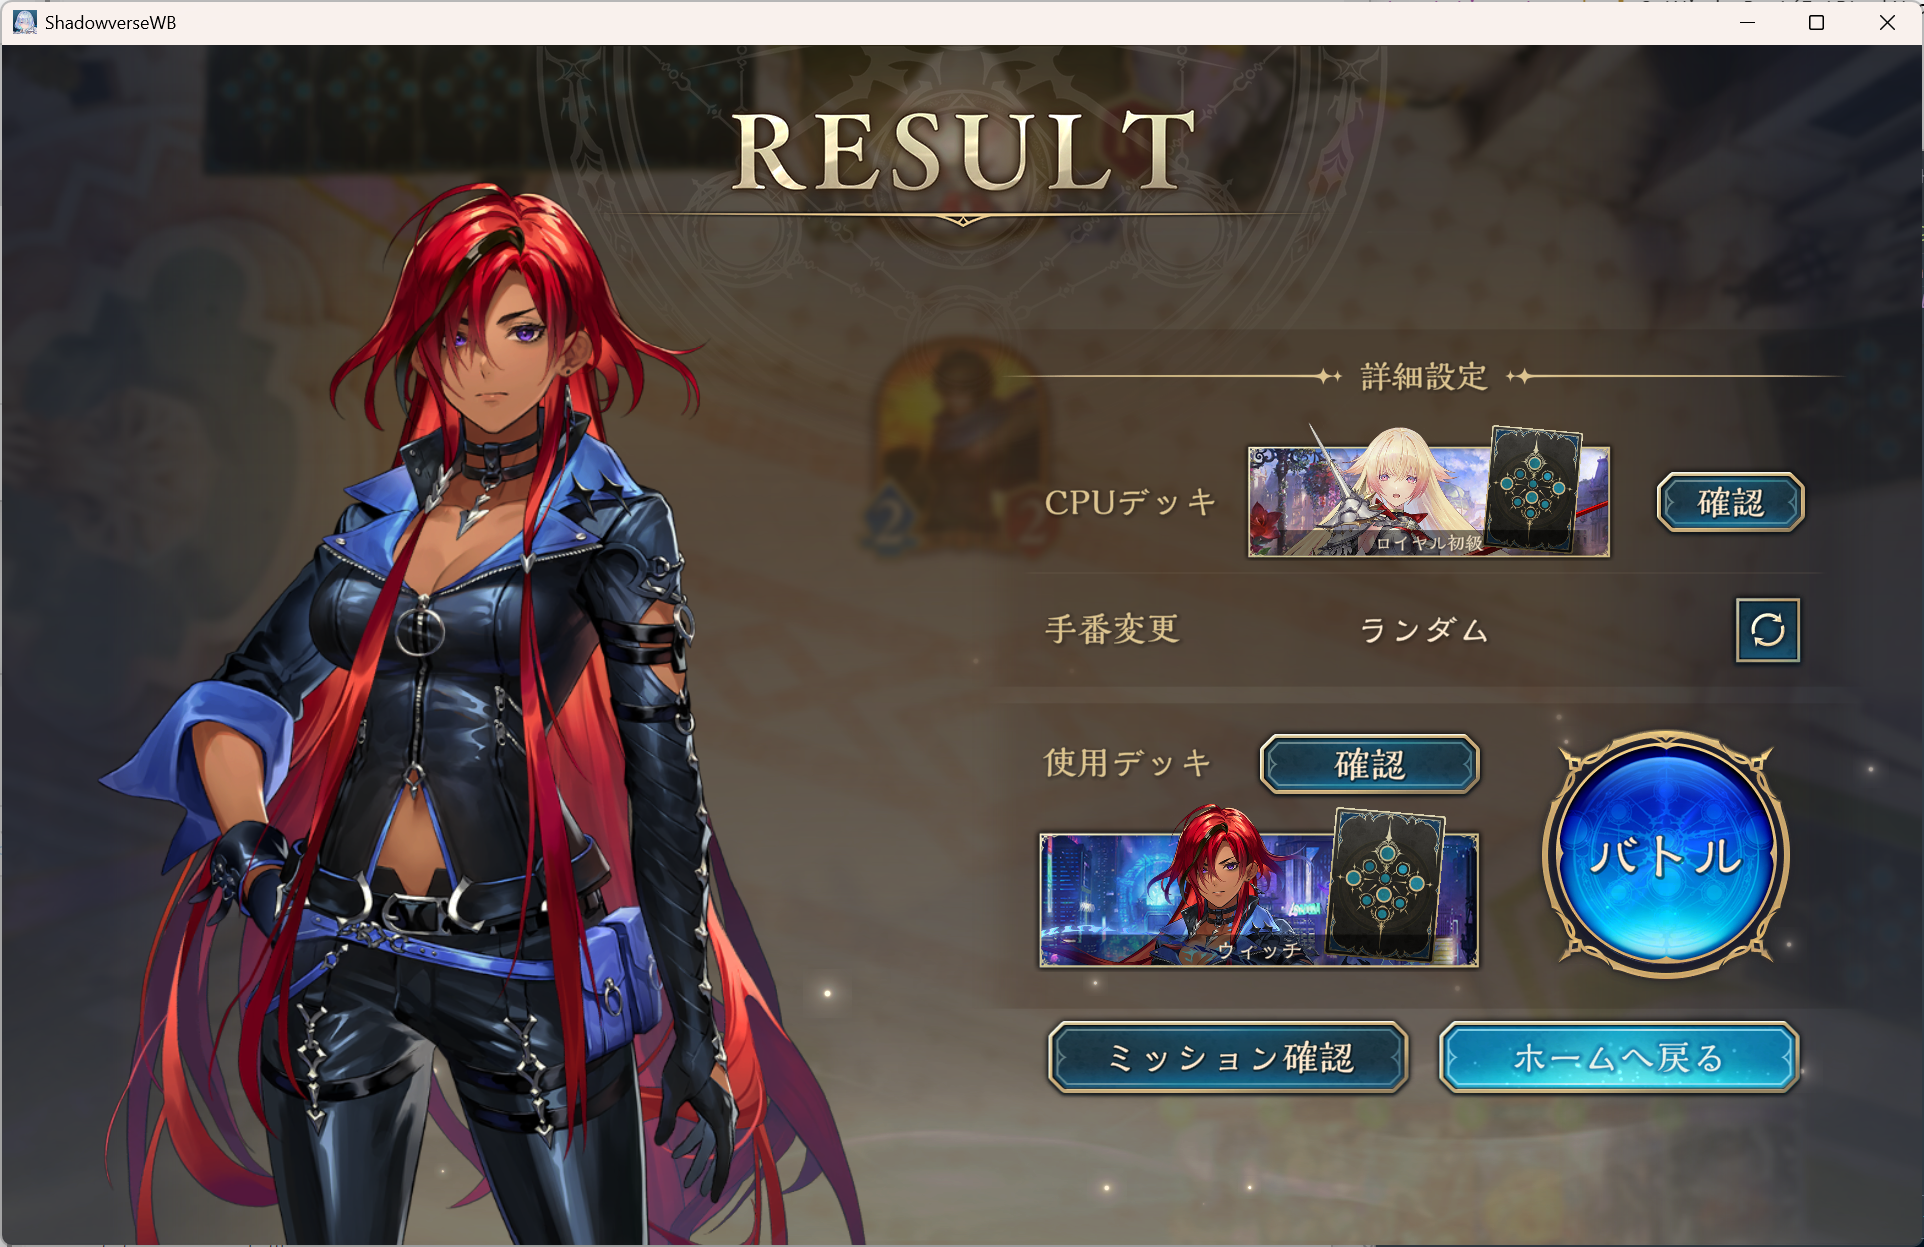 ShadowverseWB
RESULT
詳細設定
CPUデッキ
ロイヤル初級
確認
手番変更
ランダム
2
2
使用デッキ
確認
ウィッチ
バトル
ミッション確認
ホームへ戻る